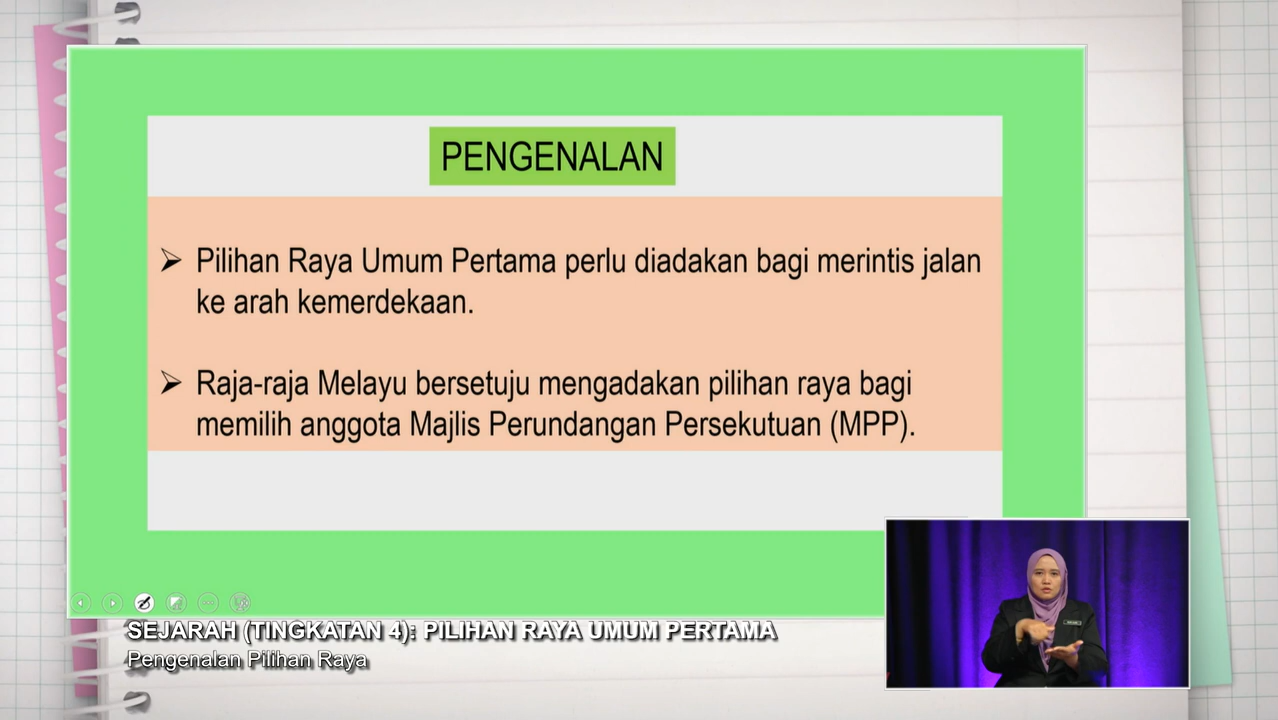 PENGENALAN
➢ Pilihan Raya Umum Pertama perlu diadakan bagi merintis jalan
ke arah kemerdekaan.
➢ Raja-raja Melayu bersetuju mengadakan pilihan raya bagi
memilih anggota Majlis Perundangan Persekutuan (MPP).
SEJARAH (TINGKATAN 4): PILIHAN RAYA UMUM PERTAMA
Pengenalan Pilihan Raya